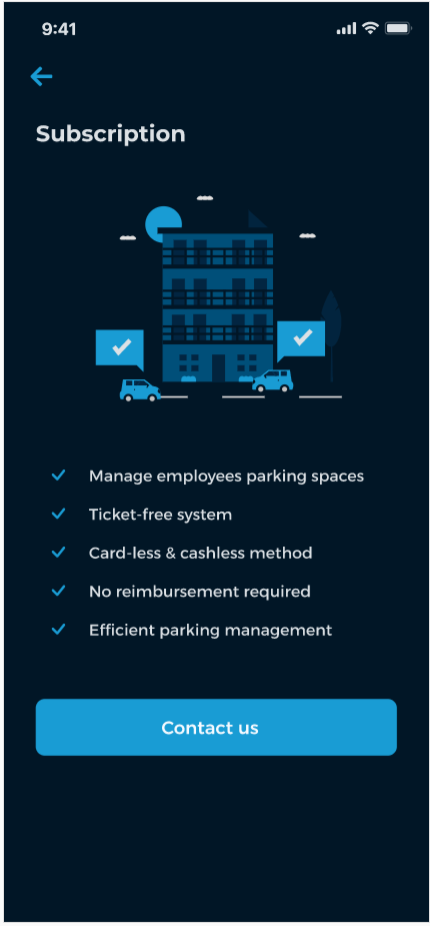 9:41
Subscription
Manage employees parking spaces
Ticket-free system
Card-less & cashless method
No reimbursement required
Efficient parking management
Contact us